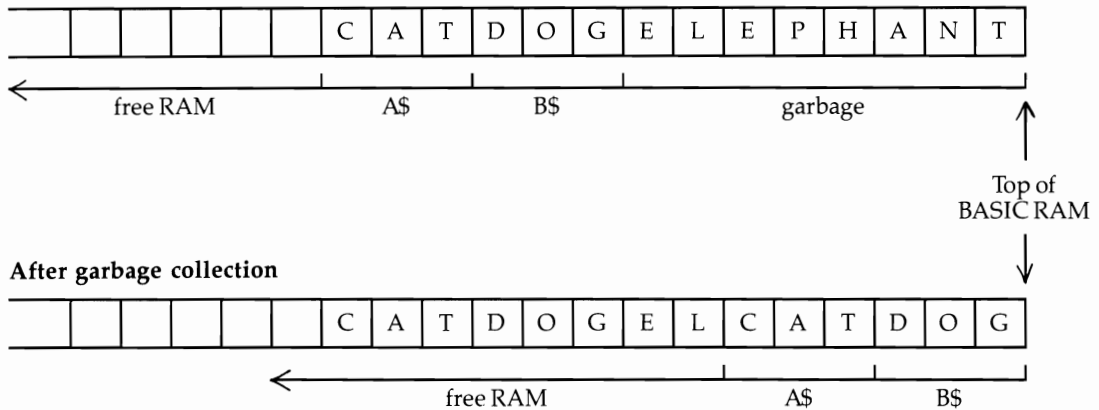 C A T D O G E L E P H A N T
free RAM A$ B$ garbage
Top of
BASIC RAM
After garbage collection
C A T D O G E L C A T D O G
free RAM A$ B$